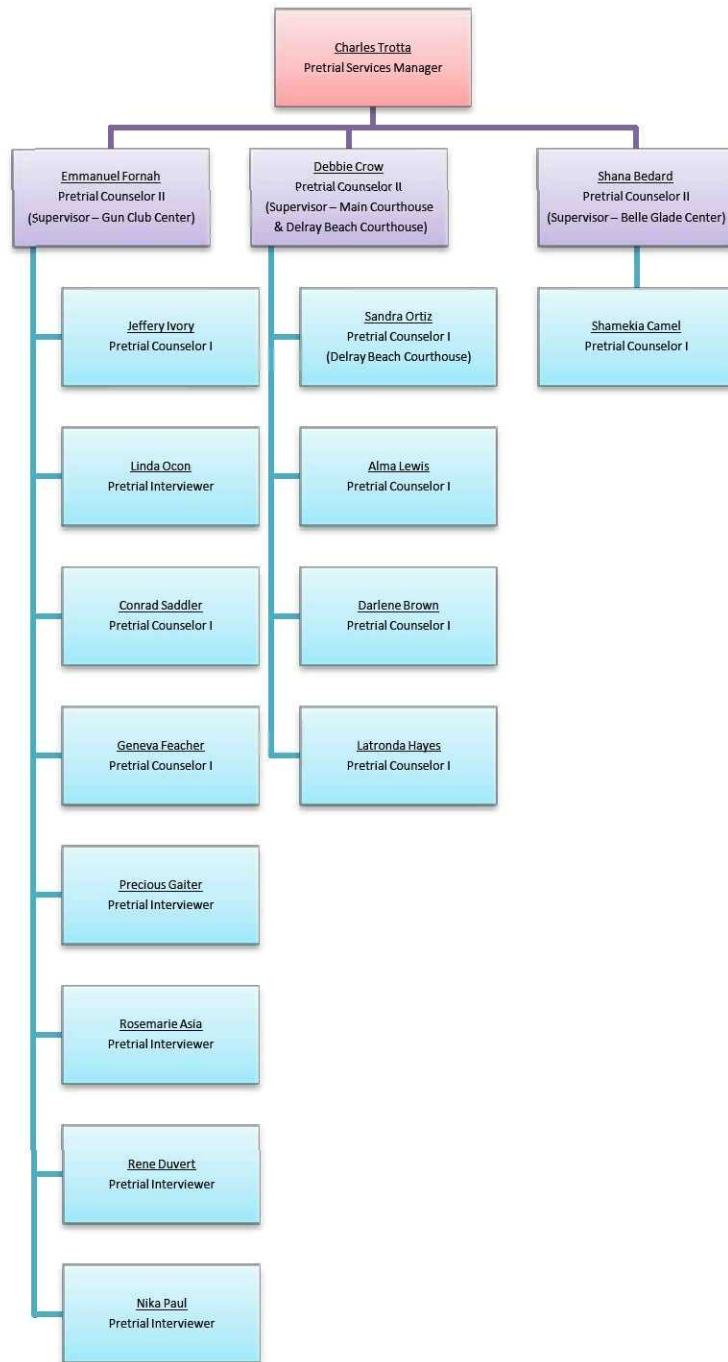 Charles Trotta
Pretrial Services Manager
Emmanuel Fornah
Pretrial Counselor II
(Supervisor – Gun Club Center)
Debbie Crow
Pretrial Counselor II
(Supervisor – Main Courthouse
& Delray Beach Courthouse)
Shana Bedard
Pretrial Counselor II
(Supervisor – Belle Glade Center)
Jeffery Ivory
Pretrial Counselor I
Linda Ocon
Pretrial Interviewer
Conrad Saddler
Pretrial Counselor I
Geneva Feacher
Pretrial Counselor I
Precious Gaiter
Pretrial Interviewer
Rosemarie Asia
Pretrial Interviewer
Rene Duvert
Pretrial Interviewer
Nika Paul
Pretrial Interviewer
Sandra Ortiz
Pretrial Counselor I
(Delray Beach Courthouse)
Alma Lewis
Pretrial Counselor I
Darlene Brown
Pretrial Counselor I
Latronda Hayes
Pretrial Counselor I
Shamekia Camel
Pretrial Counselor I